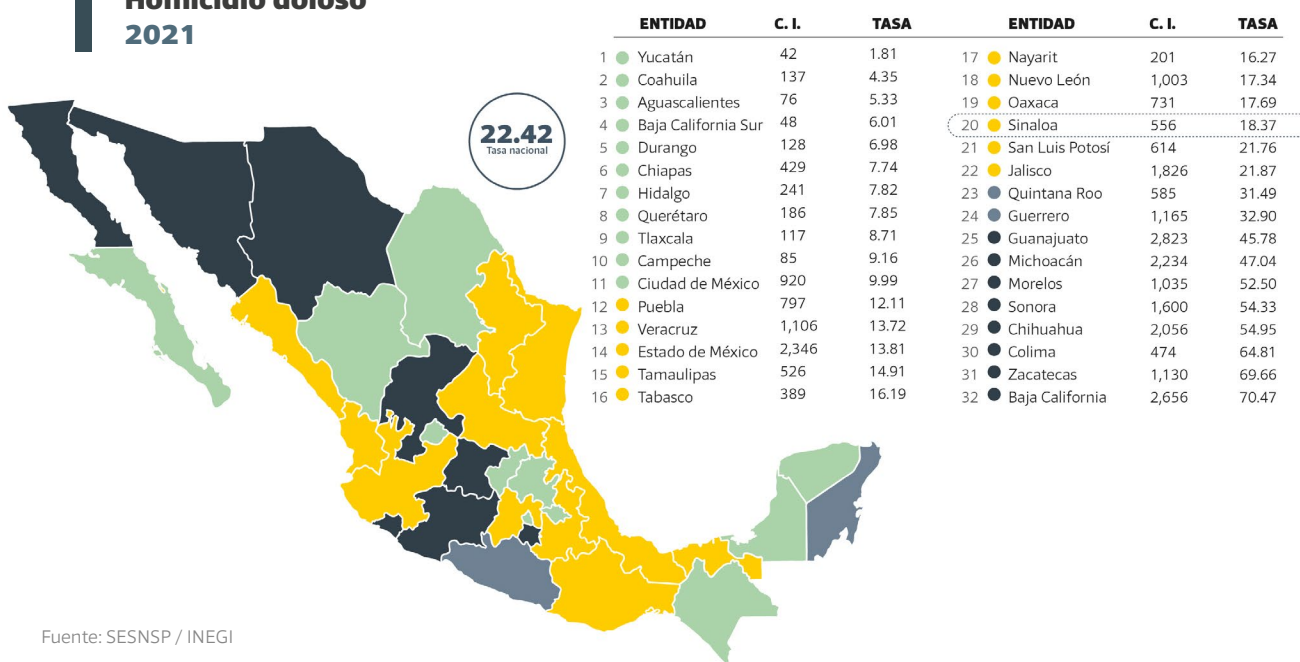 Homicidio doloso
2021
22.42
Tasa nacional
ENTIDAD C. I. TASA
1 Yucatán 42 1.81
2 Coahuila 137 4.35
3 Aguascalientes 76 5.33
4 Baja California Sur 48 6.01
5 Durango 128 6.98
6 Chiapas 429 7.74
7 Hidalgo 241 7.82
8 Querétaro 186 7.85
9 Tlaxcala 117 8.71
10 Campeche 85 9.16
11 Ciudad de México 920 9.99
12 Puebla 797 12.11
13 Veracruz 1,106 13.72
14 Estado de México 2,346 13.81
15 Tamaulipas 526 14.91
16 Tabasco 389 16.19
ENTIDAD C. I. TASA
17 Nayarit 201 16.27
18 Nuevo León 1,003 17.34
19 Oaxaca 731 17.69
20 Sinaloa 556 18.37
21 San Luis Potosí 614 21.76
22 Jalisco 1,826 21.87
23 Quintana Roo 585 31.49
24 Guerrero 1,165 32.90
25 Guanajuato 2,823 45.78
26 Michoacán 2,234 47.04
27 Morelos 1,035 52.50
28 Sonora 1,600 54.33
29 Chihuahua 2,056 54.95
30 Colima 474 64.81
31 Zacatecas 1,130 69.66
32 Baja California 2,656 70.47
Fuente: SESNSP / INEGI